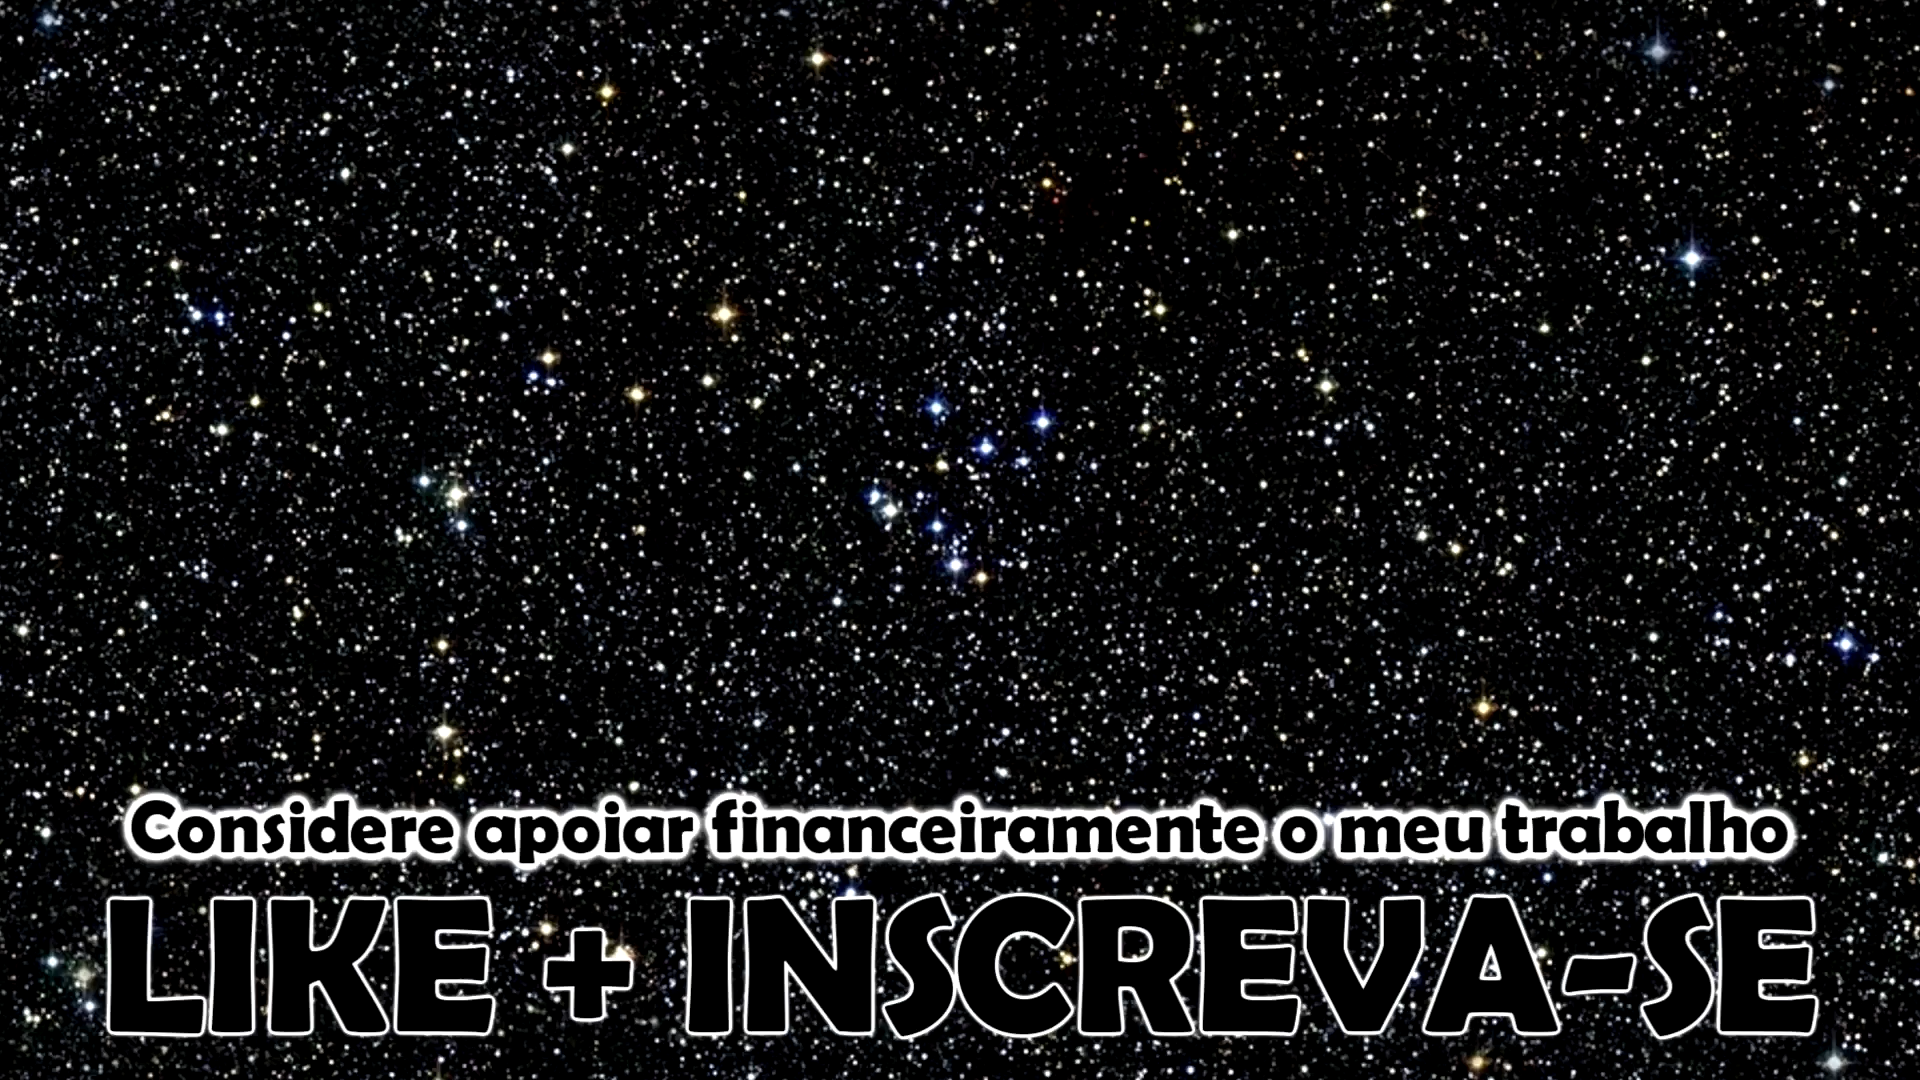 Considere apoiar financeiramente o meu trabalho
LIKE + INSCREVA-SE